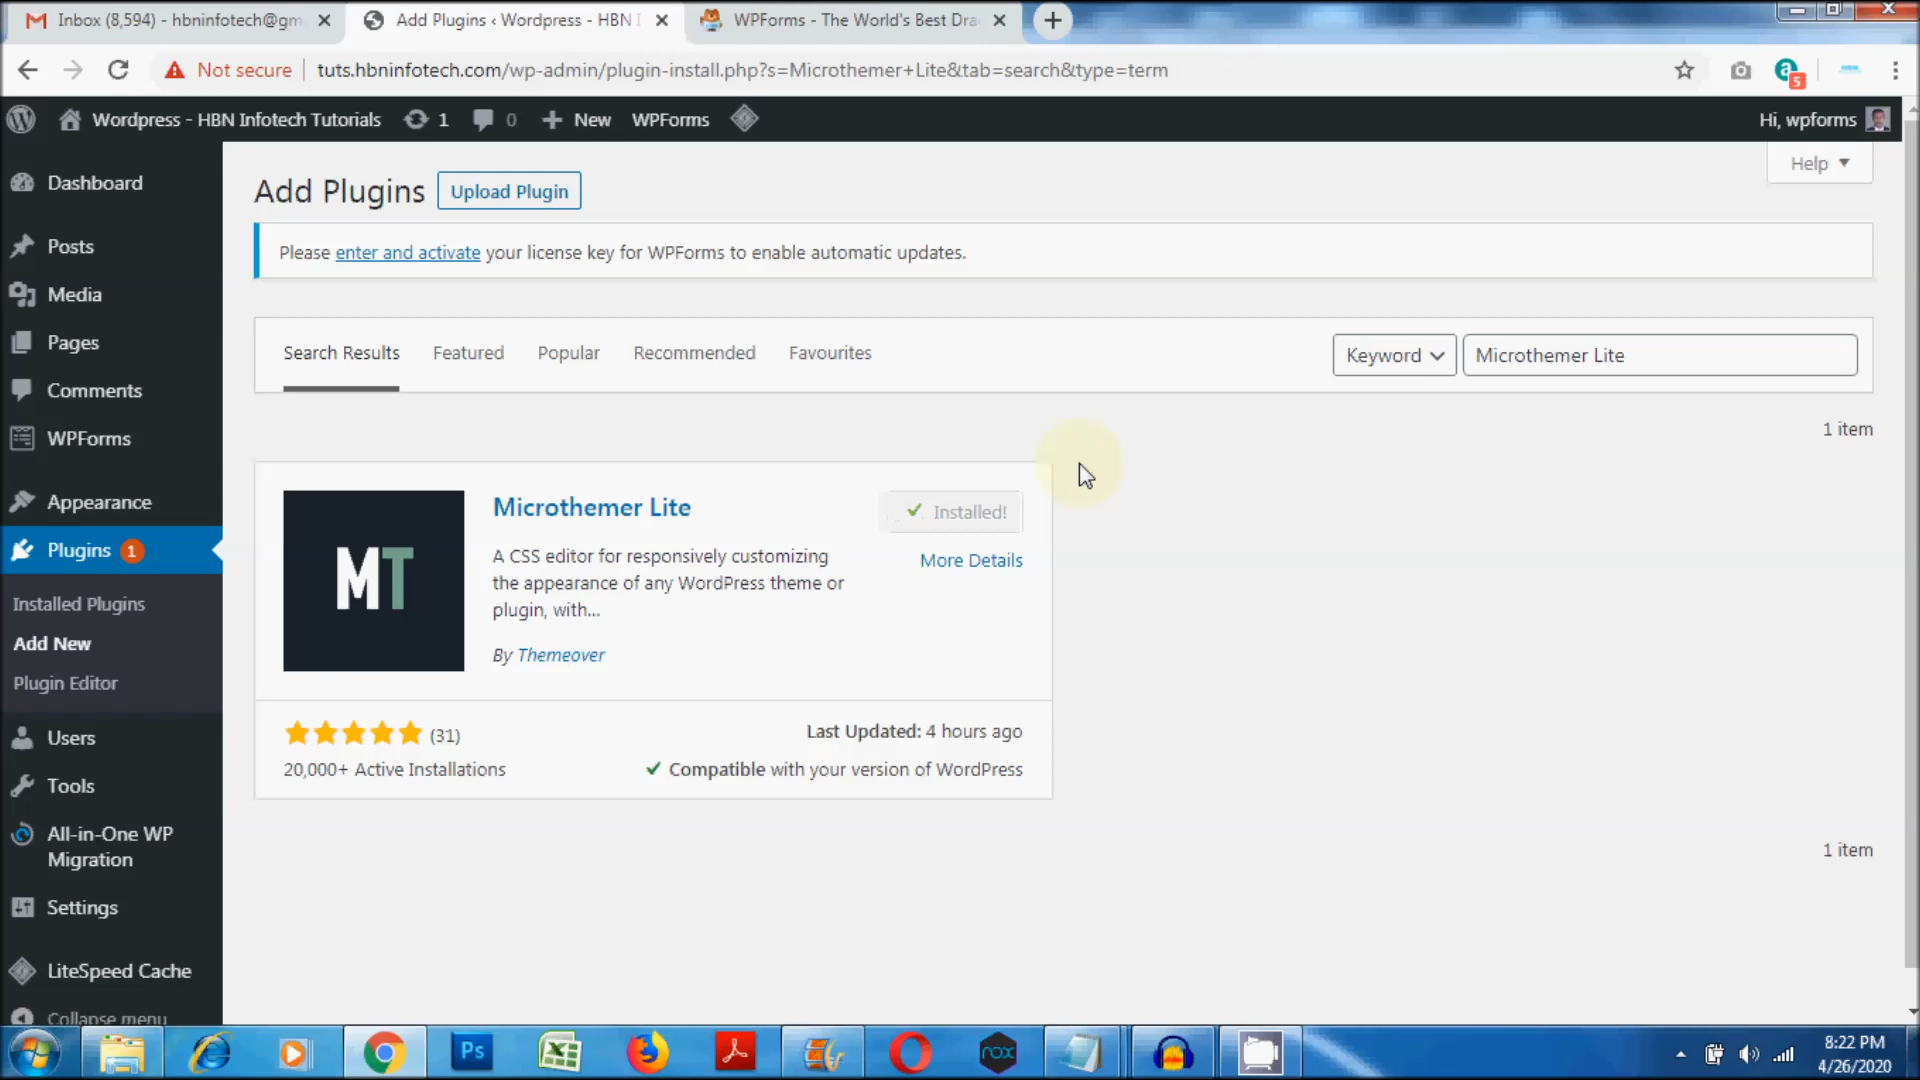 Inbox (8,594) - hbninfotech@gm
Add Plugins ‹ Wordpress - HBN I
WPForms - The World's Best Dra
Not secure
tuts.hbninfotech.com/wp-admin/plugin-install.php?s=Microthemer+Lite&tab=search&type=term
5
Wordpress - HBN Infotech Tutorials
1
0
New
WPForms
Hi, wpforms
Help
Dashboard
Posts
Media
Pages
Comments
WPForms
Appearance
Plugins 1
Installed Plugins
Add New
Plugin Editor
Users
Tools
All-in-One WP
Migration
Settings
LiteSpeed Cache
Collapse menu
Add Plugins
Upload Plugin
Please enter and activate your license key for WPForms to enable automatic updates.
Search Results
Featured
Popular
Recommended
Favourites
Keyword
Microthemer Lite
1 item
MT
Microthemer Lite
Installed!
More Details
A CSS editor for responsively customizing
the appearance of any WordPress theme or
plugin, with...
By Themeover
(31)
Last Updated: 4 hours ago
20,000+ Active Installations
Compatible with your version of WordPress
1 item
Ps
nox
8:22 PM
4/26/2020